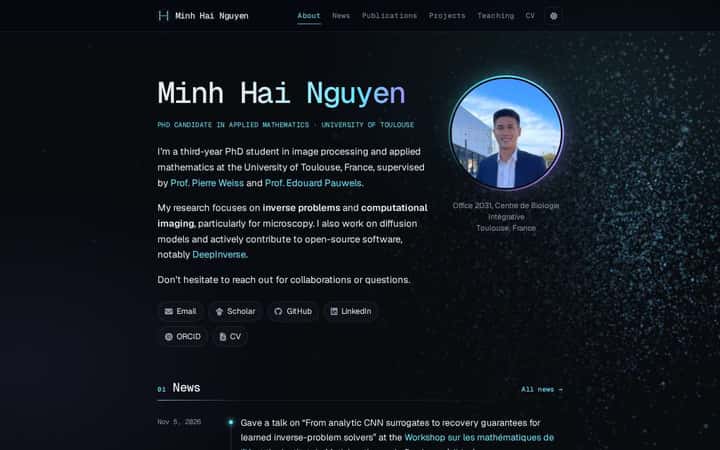 Minh Hai Nguyen
About News Publications Projects Teaching CV
Minh Hai Nguyen
PHD CANDIDATE IN APPLIED MATHEMATICS · UNIVERSITY OF TOULOUSE
I'm a third-year PhD student in image processing and applied
mathematics at the University of Toulouse, France, supervised
by Prof. Pierre Weiss and Prof. Edouard Pauwels.
My research focuses on inverse problems and computational
imaging, particularly for microscopy. I also work on diffusion
models and actively contribute to open-source software,
notably DeepInverse.
Don't hesitate to reach out for collaborations or questions.
Office 2031, Centre de Biologie
Intégrative
Toulouse, France
Email Scholar GitHub LinkedIn
ORCID CV
01 News
All news →
Nov 5, 2026
Gave a talk on "From analytic CNN surrogates to recovery guarantees for
learned inverse-problem solvers" at the Workshop sur les mathématiques de